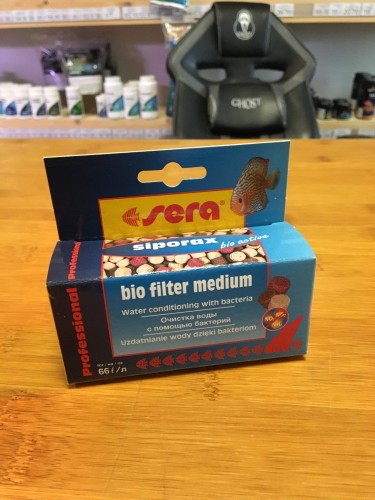 GHOST
sera
siporax bio active
professional
bio filter medium
Water conditioning with bacteria
Очистка воды
с помощью бактерий
Uzdatnianie wody dzięki bakteriom
66 l/л